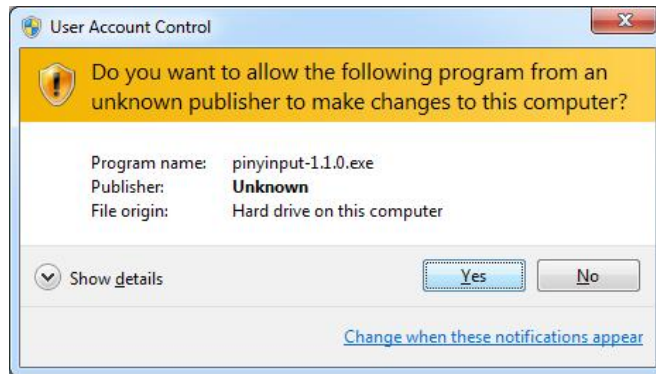 User Account Control
Do you want to allow the following program from an
unknown publisher to make changes to this computer?
Program name: pinyinput-1.1.0.exe
Publisher: Unknown
File origin: Hard drive on this computer
Show details Yes No
Change when these notifications appear